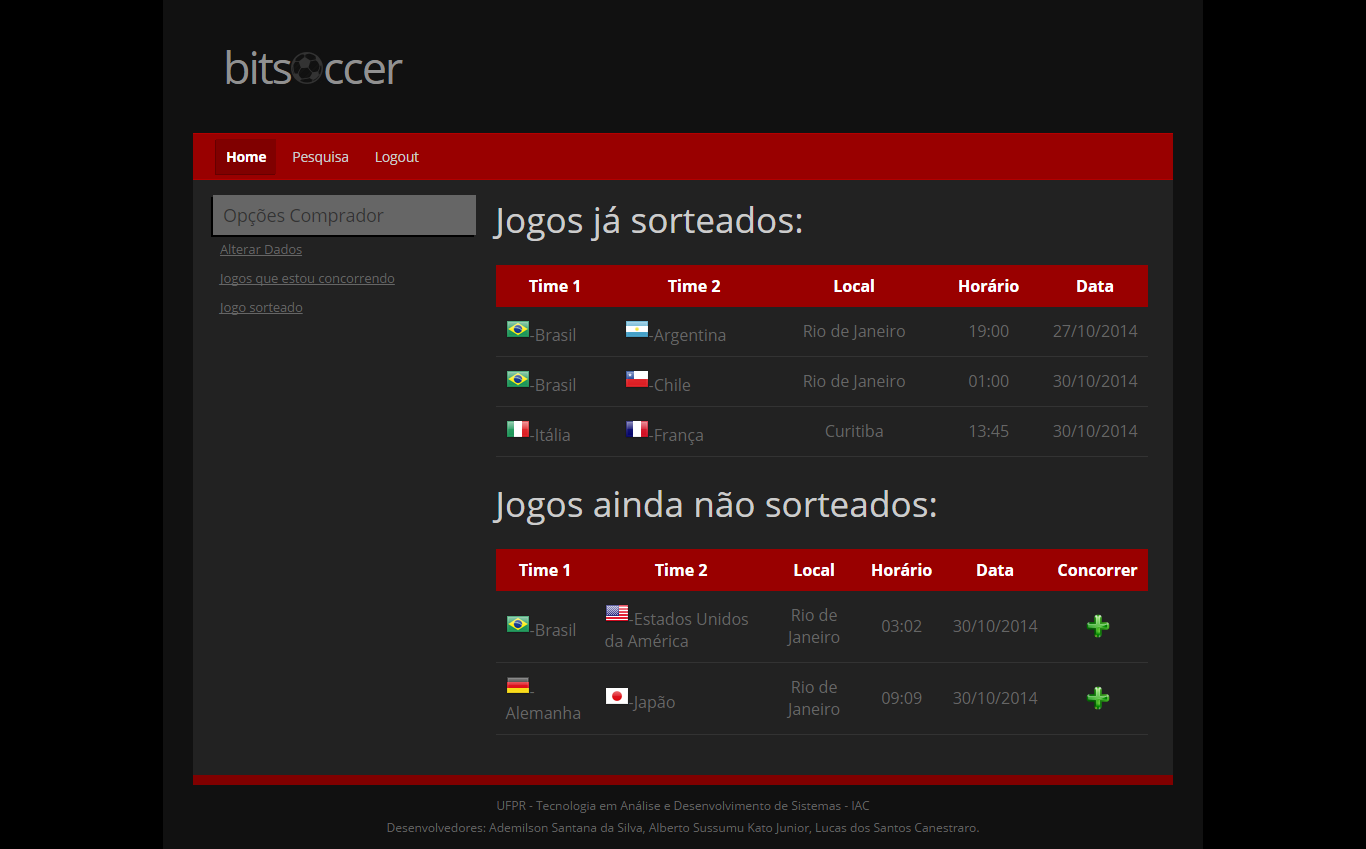 bitsoccer
Home Pesquisa Logout
Opções Comprador
Alterar Dados
Jogos que estou concorrendo
Jogo sorteado
Jogos já sorteados:
Time 1 Time 2 Local Horário Data
-Brasil -Argentina Rio de Janeiro 19:00 27/10/2014
-Brasil -Chile Rio de Janeiro 01:00 30/10/2014
-Itália -França Curitiba 13:45 30/10/2014
Jogos ainda não sorteados:
Time 1 Time 2 Local Horário Data Concorrer
-Brasil -Estados Unidos da América Rio de Janeiro 03:02 30/10/2014
-Alemanha -Japão Rio de Janeiro 09:09 30/10/2014
UFPR - Tecnologia em Análise e Desenvolvimento de Sistemas - IAC
Desenvolvedores: Ademilson Santana da Silva, Alberto Sussumu Kato Junior, Lucas dos Santos Canestraro.